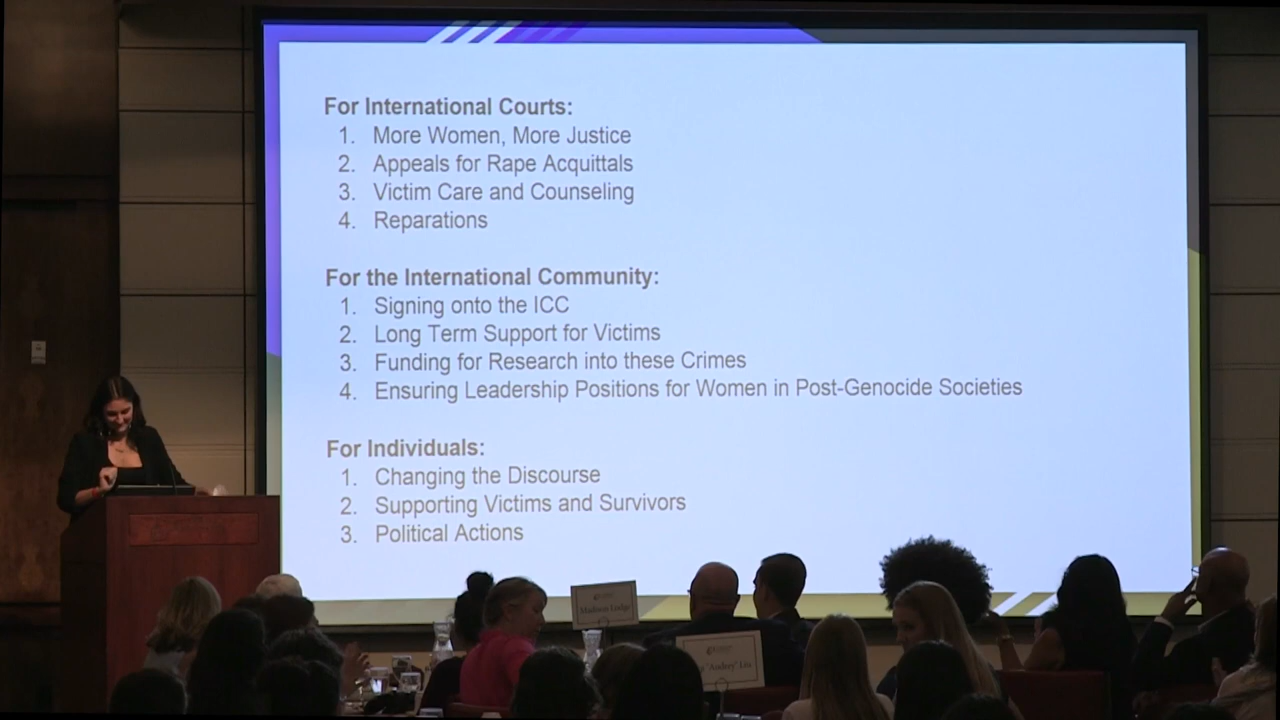 For International Courts:
1. More Women, More Justice
2. Appeals for Rape Acquittals
3. Victim Care and Counseling
4. Reparations
For the International Community:
1. Signing onto the ICC
2. Long Term Support for Victims
3. Funding for Research into these Crimes
4. Ensuring Leadership Positions for Women in Post-Genocide Societies
For Individuals:
1. Changing the Discourse
2. Supporting Victims and Survivors
3. Political Actions